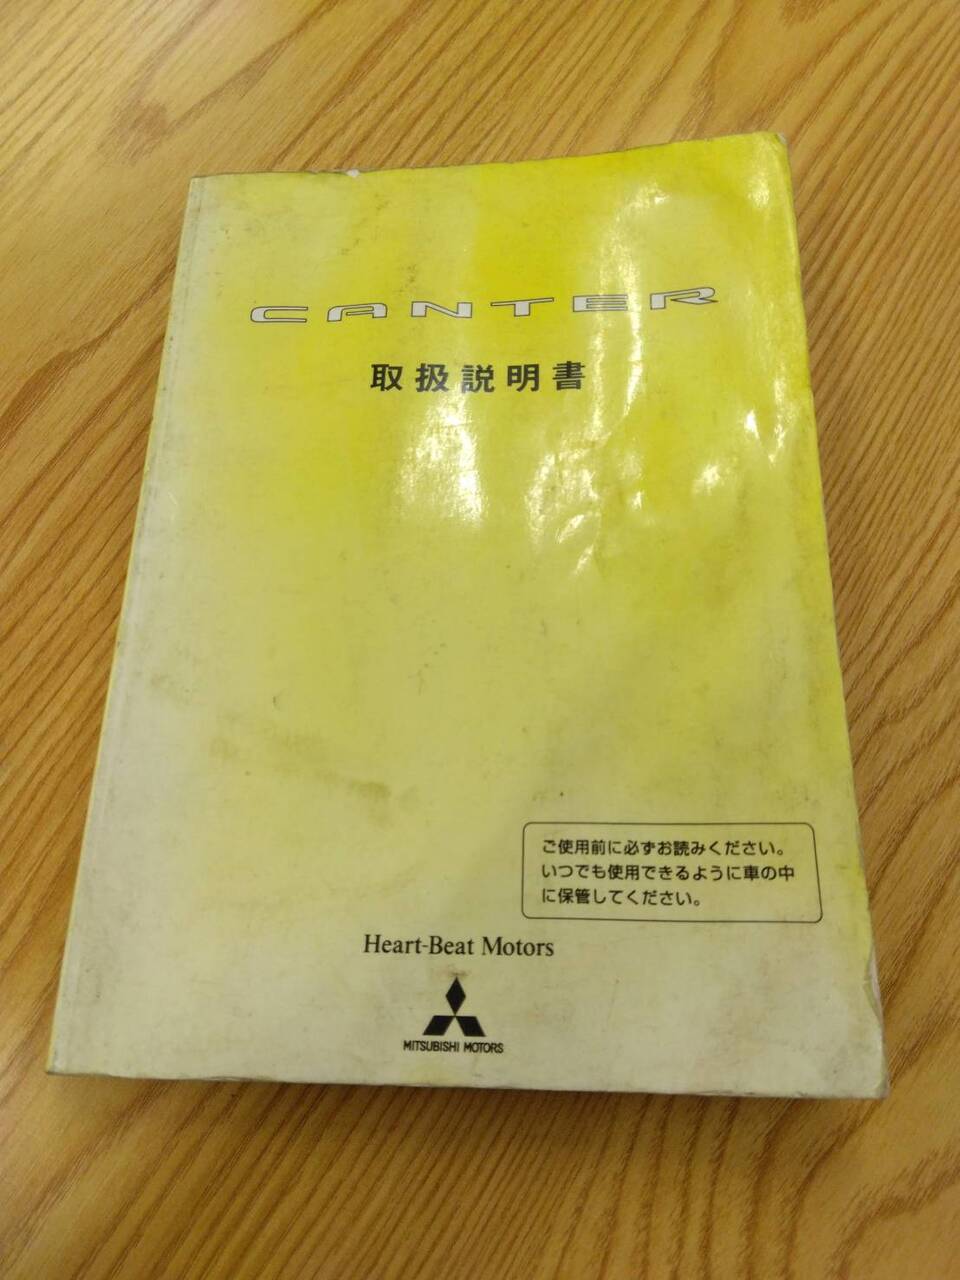 CANTER
取扱説明書
ご使用前に必ずお読みください。
いつでも使用できるように車の中
に保管してください。
Heart-Beat Motors
MITSUBISHI MOTORS